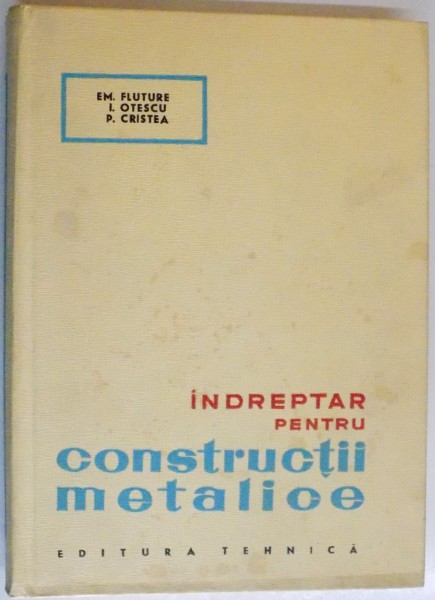 EM. FLUTURE
I. OTESCU
P. CRISTEA
ÎNDREPTAR
PENTRU
construcții
metalice
EDITURA TEHNICĂ